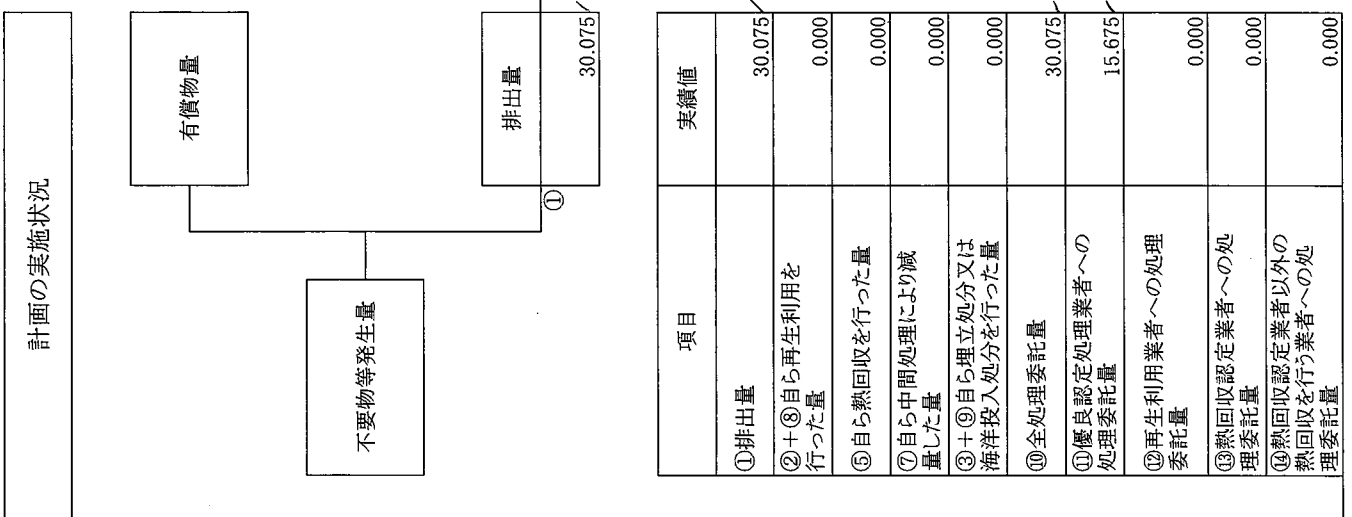 計画の実施状況
有償物量
不要物等発生量
排出量
①
30.075
項目
実績値
①排出量
30.075
②+⑧自ら再生利用を
行った量
0.000
⑤自ら熱回収を行った量
0.000
⑦自ら中間処理により減
量した量
0.000
③+⑨自ら埋立処分又は
海洋投入処分を行った量
0.000
⑩全処理委託量
30.075
⑪優良認定処理業者への
処理委託量
15.675
⑫再生利用業者への処理
委託量
0.000
⑬熱回収認定業者への処
理委託量
0.000
⑭熱回収認定業者以外の
熱回収を行う業者への処
理委託量
0.000